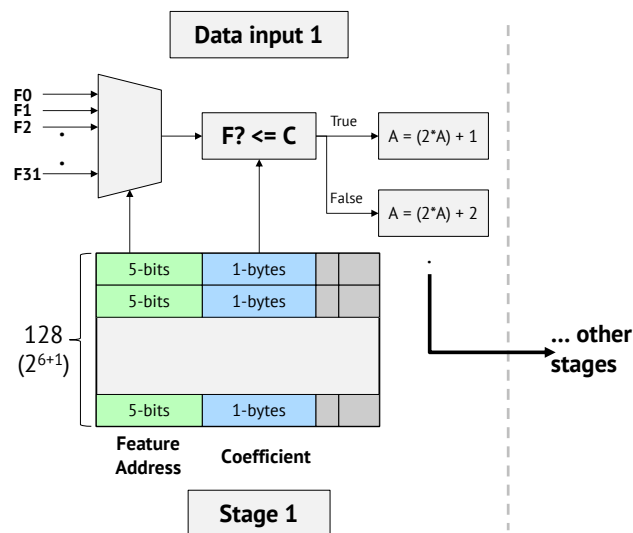 Data input 1
F0
F1
F2
.
.
F31
F? <= C
True
A = (2*A) + 1
False
A = (2*A) + 2
.
5-bits
1-bytes
5-bits
1-bytes
128
(2^{6+1})
... other
stages
5-bits
1-bytes
Feature
Address
Coefficient
Stage 1